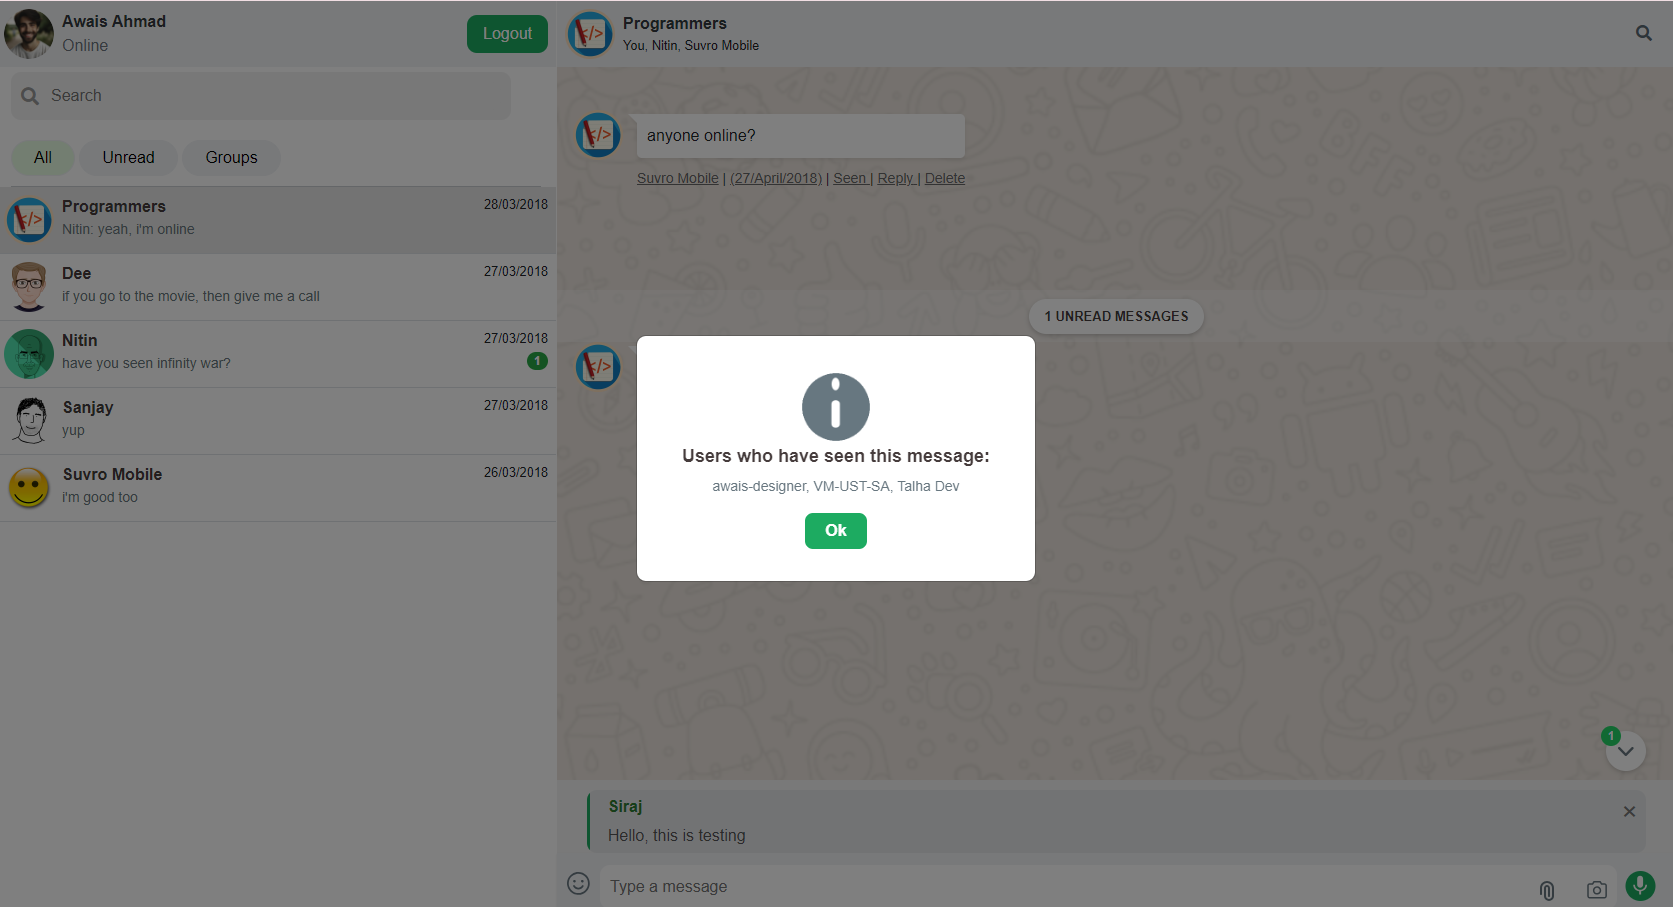 Awais Ahmad
Online
Logout
Search
All
Unread
Groups
Programmers
28/03/2018
Nitin: yeah, i'm online
Dee
27/03/2018
if you go to the movie, then give me a call
Nitin
27/03/2018
have you seen infinity war?
1
Sanjay
27/03/2018
yup
Suvro Mobile
26/03/2018
i'm good too
Programmers
You, Nitin, Suvro Mobile
anyone online?
Suvro Mobile | (27/April/2018) | Seen | Reply | Delete
1 UNREAD MESSAGES
Users who have seen this message:
awais-designer, VM-UST-SA, Talha Dev
Ok
1
Siraj
Hello, this is testing
Type a message